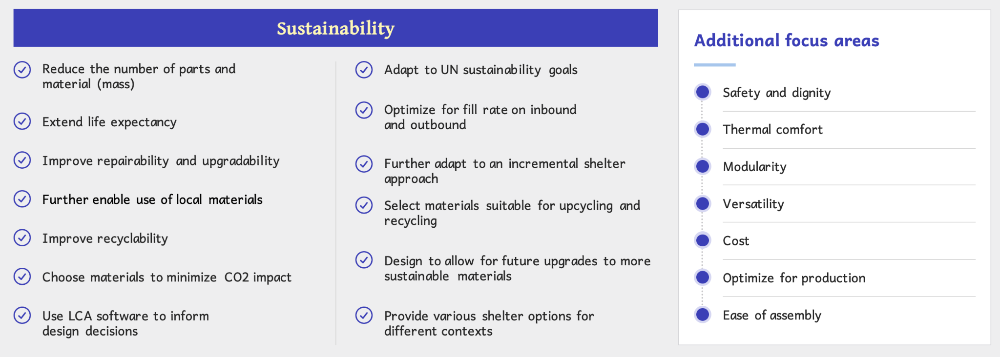 Sustainability
Reduce the number of parts and
material (mass)
Extend life expectancy
Improve repairability and upgradability
Further enable use of local materials
Improve recyclability
Choose materials to minimize CO2 impact
Use LCA software to inform
design decisions
Adapt to UN sustainability goals
Optimize for fill rate on inbound
and outbound
Further adapt to an incremental shelter
approach
Select materials suitable for upcycling and
recycling
Design to allow for future upgrades to more
sustainable materials
Provide various shelter options for
different contexts
Additional focus areas
Safety and dignity
Thermal comfort
Modularity
Versatility
Cost
Optimize for production
Ease of assembly